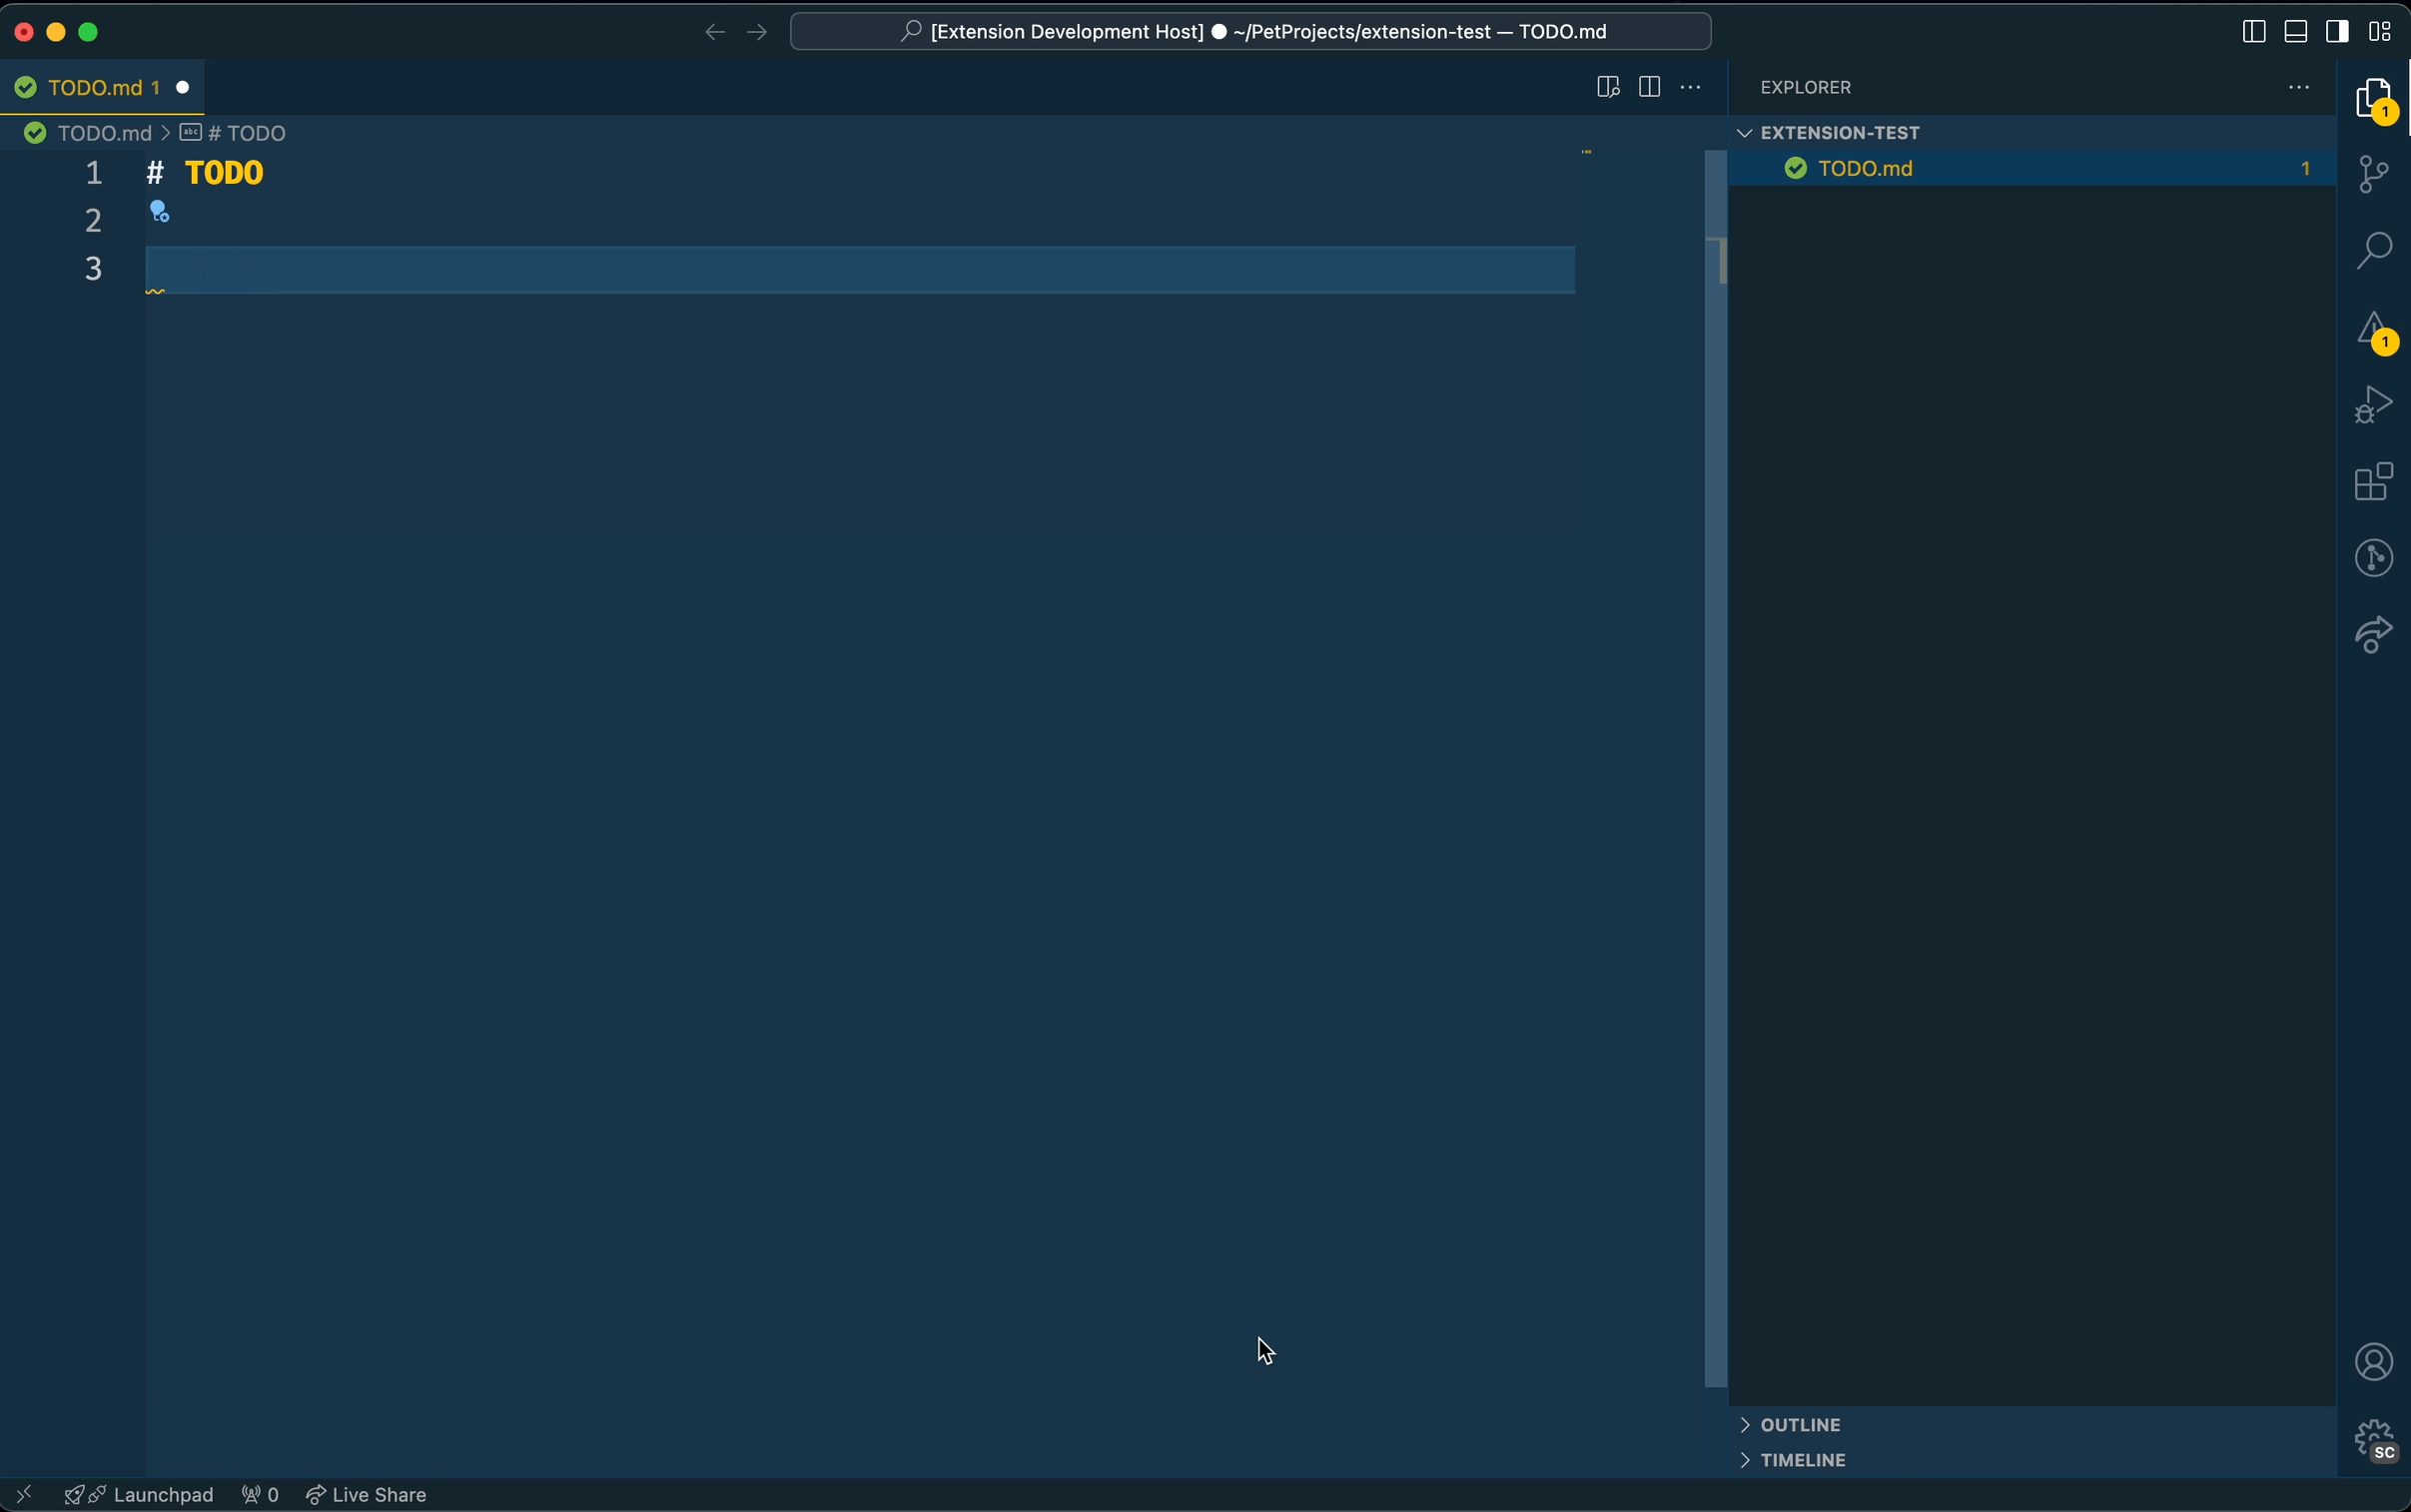 [Extension Development Host] ● ~/PetProjects/extension-test — TODO.md
TODO.md 1
EXPLORER
TODO.md > # TODO
EXTENSION-TEST
1 # TODO
TODO.md 1
2
3
1
1
OUTLINE
TIMELINE
SC
Launchpad 0 Live Share